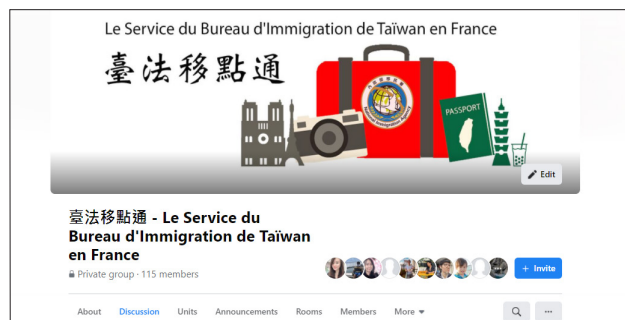 Le Service du Bureau d'Immigration de Taïwan en France
臺法移點通
PASSPORT
Edit
臺法移點通 - Le Service du
Bureau d'Immigration de Taïwan
en France
Private group · 115 members
+ Invite
About Discussion Units Announcements Rooms Members More